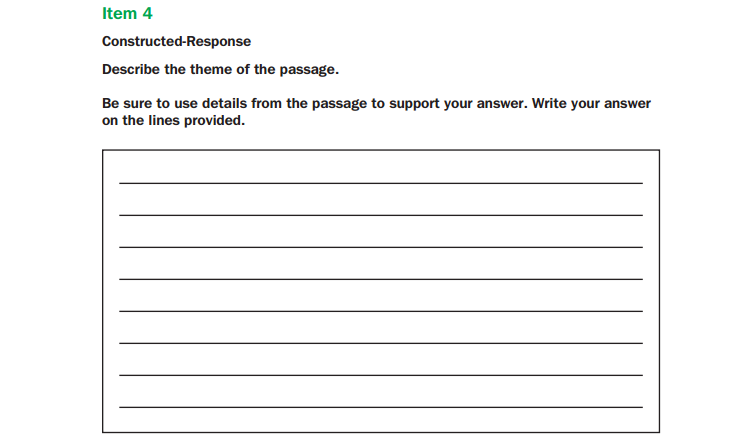 Item 4
Constructed-Response
Describe the theme of the passage.
Be sure to use details from the passage to support your answer. Write your answer
on the lines provided.